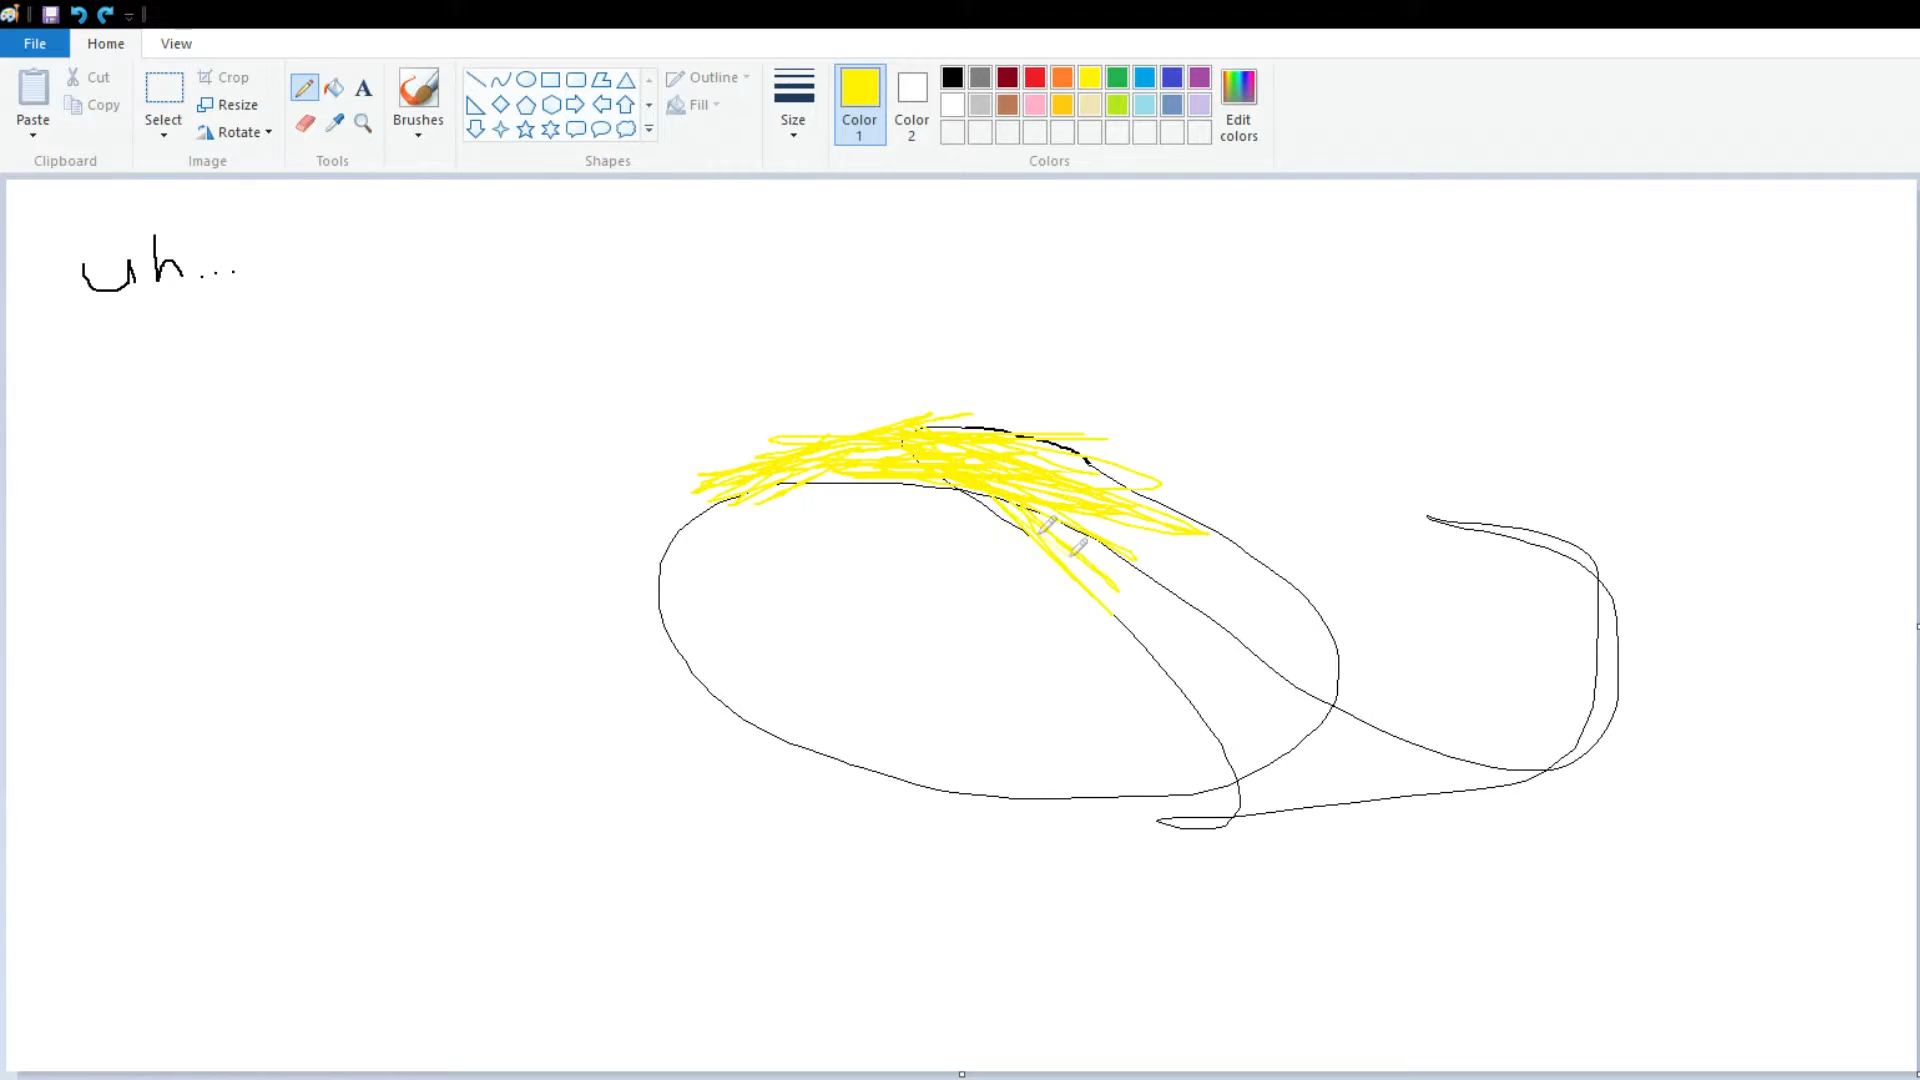 File Home View
Paste Cut Copy Select Crop Resize Rotate Brushes Outline Fill Size Color 1 Color 2 Edit colors
Clipboard Image Tools Shapes Colors
uh...